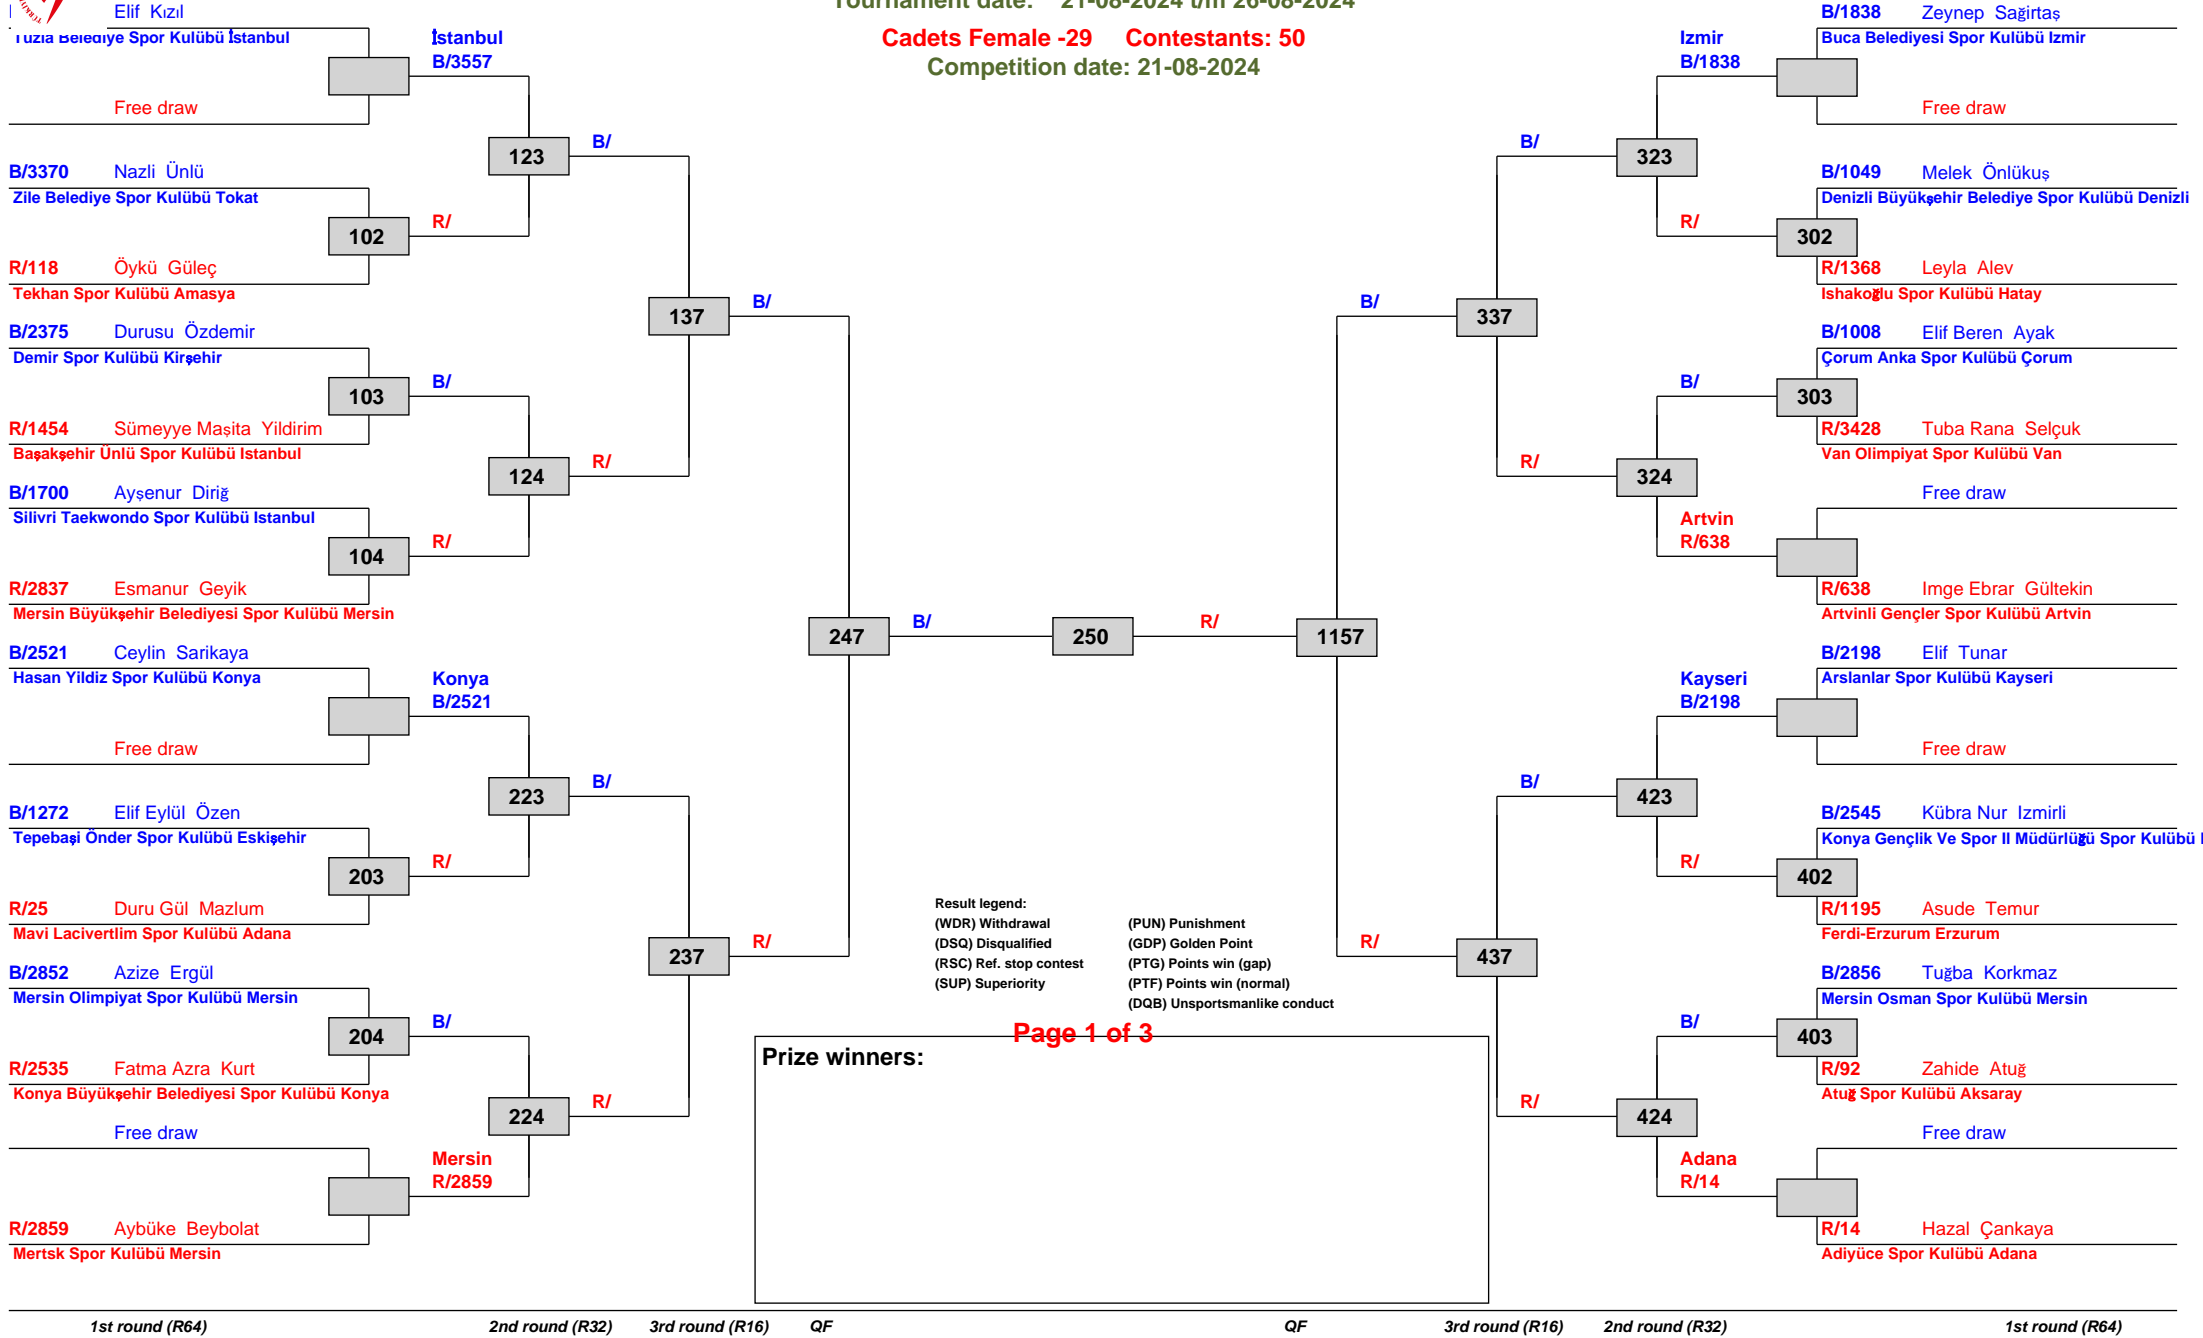 Tournament date: 21-08-2024 t/m 26-08-2024
Cadets Female -29 Contestants: 50
Competition date: 21-08-2024
Elif Kızıl
Tuzla Belediye Spor Kulübü İstanbul
Free draw
İstanbul
B/3557
B/3370 Nazli Ünlü
Zile Belediye Spor Kulübü Tokat
102
R/118 Öykü Güleç
Tekhan Spor Kulübü Amasya
R/
123
B/
B/2375 Durusu Özdemir
Demir Spor Kulübü Kirşehir
103
R/1454 Sümeyye Maşita Yildirim
Başakşehir Ünlü Spor Kulübü Istanbul
B/
B/1700 Ayşenur Diriğ
Silivri Taekwondo Spor Kulübü Istanbul
104
R/2837 Esmanur Geyik
Mersin Büyükşehir Belediyesi Spor Kulübü Mersin
R/
124
R/
137
B/
B/2521 Ceylin Sarikaya
Hasan Yildiz Spor Kulübü Konya
Free draw
Konya
B/2521
B/1272 Elif Eylül Özen
Tepebaşi Önder Spor Kulübü Eskişehir
203
R/25 Duru Gül Mazlum
Mavi Lacivertlim Spor Kulübü Adana
R/
223
B/
B/2852 Azize Ergül
Mersin Olimpiyat Spor Kulübü Mersin
204
R/2535 Fatma Azra Kurt
Konya Büyükşehir Belediyesi Spor Kulübü Konya
B/
Free draw
R/2859 Aybüke Beybolat
Mertsk Spor Kulübü Mersin
Mersin
R/2859
224
R/
237
R/
247
B/
250
R/
1157
B/1838 Zeynep Sağirtaş
Buca Belediyesi Spor Kulübü Izmir
Free draw
Izmir
B/1838
B/1049 Melek Önlükuş
Denizli Büyükşehir Belediye Spor Kulübü Denizli
302
R/1368 Leyla Alev
Ishakoğlu Spor Kulübü Hatay
R/
323
B/
B/1008 Elif Beren Ayak
Çorum Anka Spor Kulübü Çorum
303
R/3428 Tuba Rana Selçuk
Van Olimpiyat Spor Kulübü Van
B/
Free draw
R/638 Imge Ebrar Gültekin
Artvinli Gençler Spor Kulübü Artvin
Artvin
R/638
324
R/
337
B/
B/2198 Elif Tunar
Arslanlar Spor Kulübü Kayseri
Free draw
Kayseri
B/2198
B/2545 Kübra Nur Izmirli
Konya Gençlik Ve Spor Il Müdürlüğü Spor Kulübü
402
R/1195 Asude Temur
Ferdi-Erzurum Erzurum
R/
423
B/
B/2856 Tuğba Korkmaz
Mersin Osman Spor Kulübü Mersin
403
R/92 Zahide Atuğ
Atuğ Spor Kulübü Aksaray
B/
Free draw
R/14 Hazal Çankaya
Adiyüce Spor Kulübü Adana
Adana
R/14
424
R/
437
R/
Result legend:
(WDR) Withdrawal (PUN) Punishment
(DSQ) Disqualified (GDP) Golden Point
(RSC) Ref. stop contest (PTG) Points win (gap)
(SUP) Superiority (PTF) Points win (normal)
(DQB) Unsportsmanlike conduct
Page 1 of 3
Prize winners:
1st round (R64) 2nd round (R32) 3rd round (R16) QF QF 3rd round (R16) 2nd round (R32) 1st round (R64)